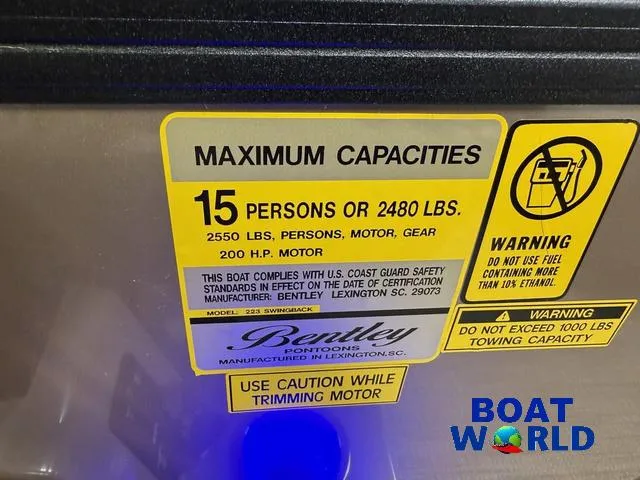 MAXIMUM CAPACITIES
15 PERSONS OR 2480 LBS.
2550 LBS, PERSONS, MOTOR, GEAR
200 H.P. MOTOR
THIS BOAT COMPLIES WITH U.S. COAST GUARD SAFETY
STANDARDS IN EFFECT ON THE DATE OF CERTIFICATION
MANUFACTURER: BENTLEY LEXINGTON SC. 29073
MODEL: 223 SWINGBACK
Bentley
PONTOONS
MANUFACTURED IN LEXINGTON, SC.
USE CAUTION WHILE
TRIMMING MOTOR
WARNING
DO NOT USE FUEL
CONTAINING MORE
THAN 10% ETHANOL.
WARNING
DO NOT EXCEED 1000 LBS
TOWING CAPACITY
BOAT
WORLD